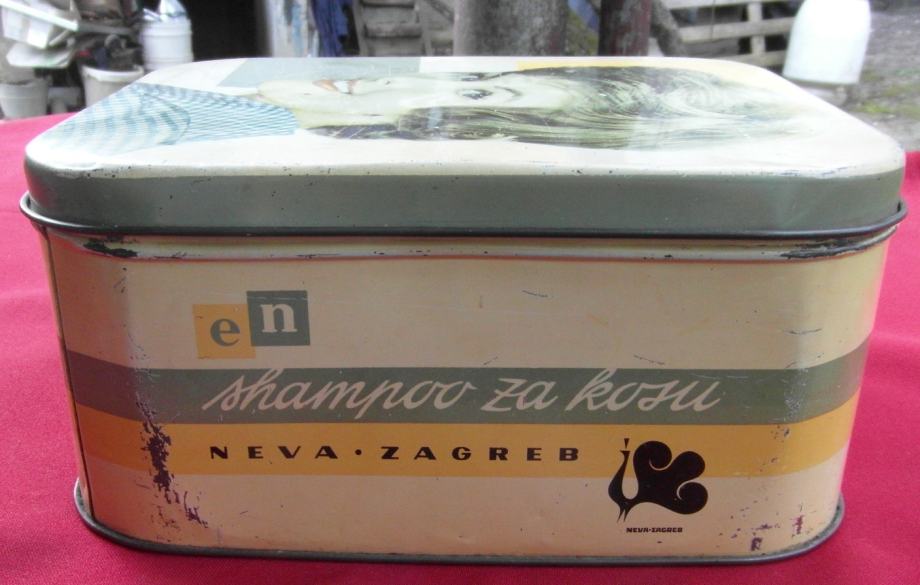 en
shampoo za kosu
NEVA·ZAGREB
NEVA-ZAGREB